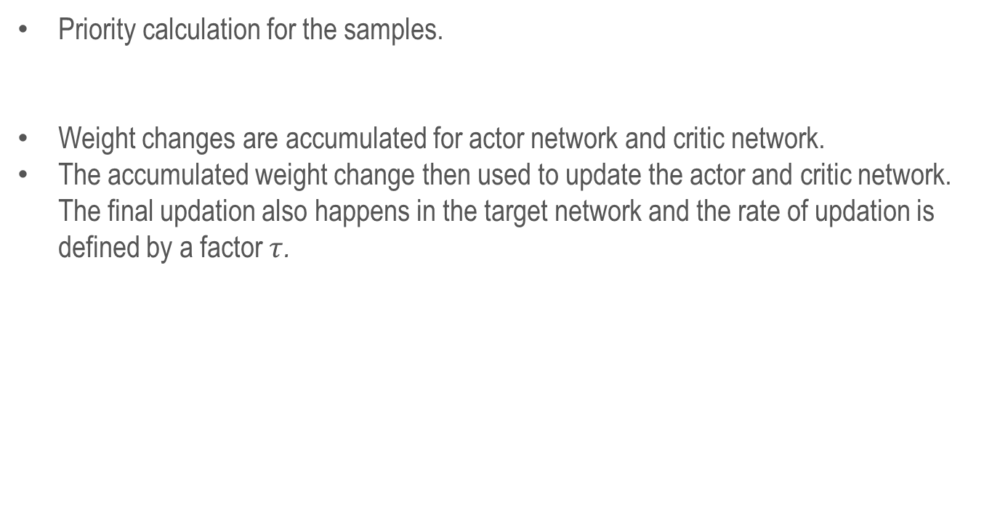 • Priority calculation for the samples.
• Weight changes are accumulated for actor network and critic network.
• The accumulated weight change then used to update the actor and critic network.
The final updation also happens in the target network and the rate of updation is
defined by a factor 𝜏.